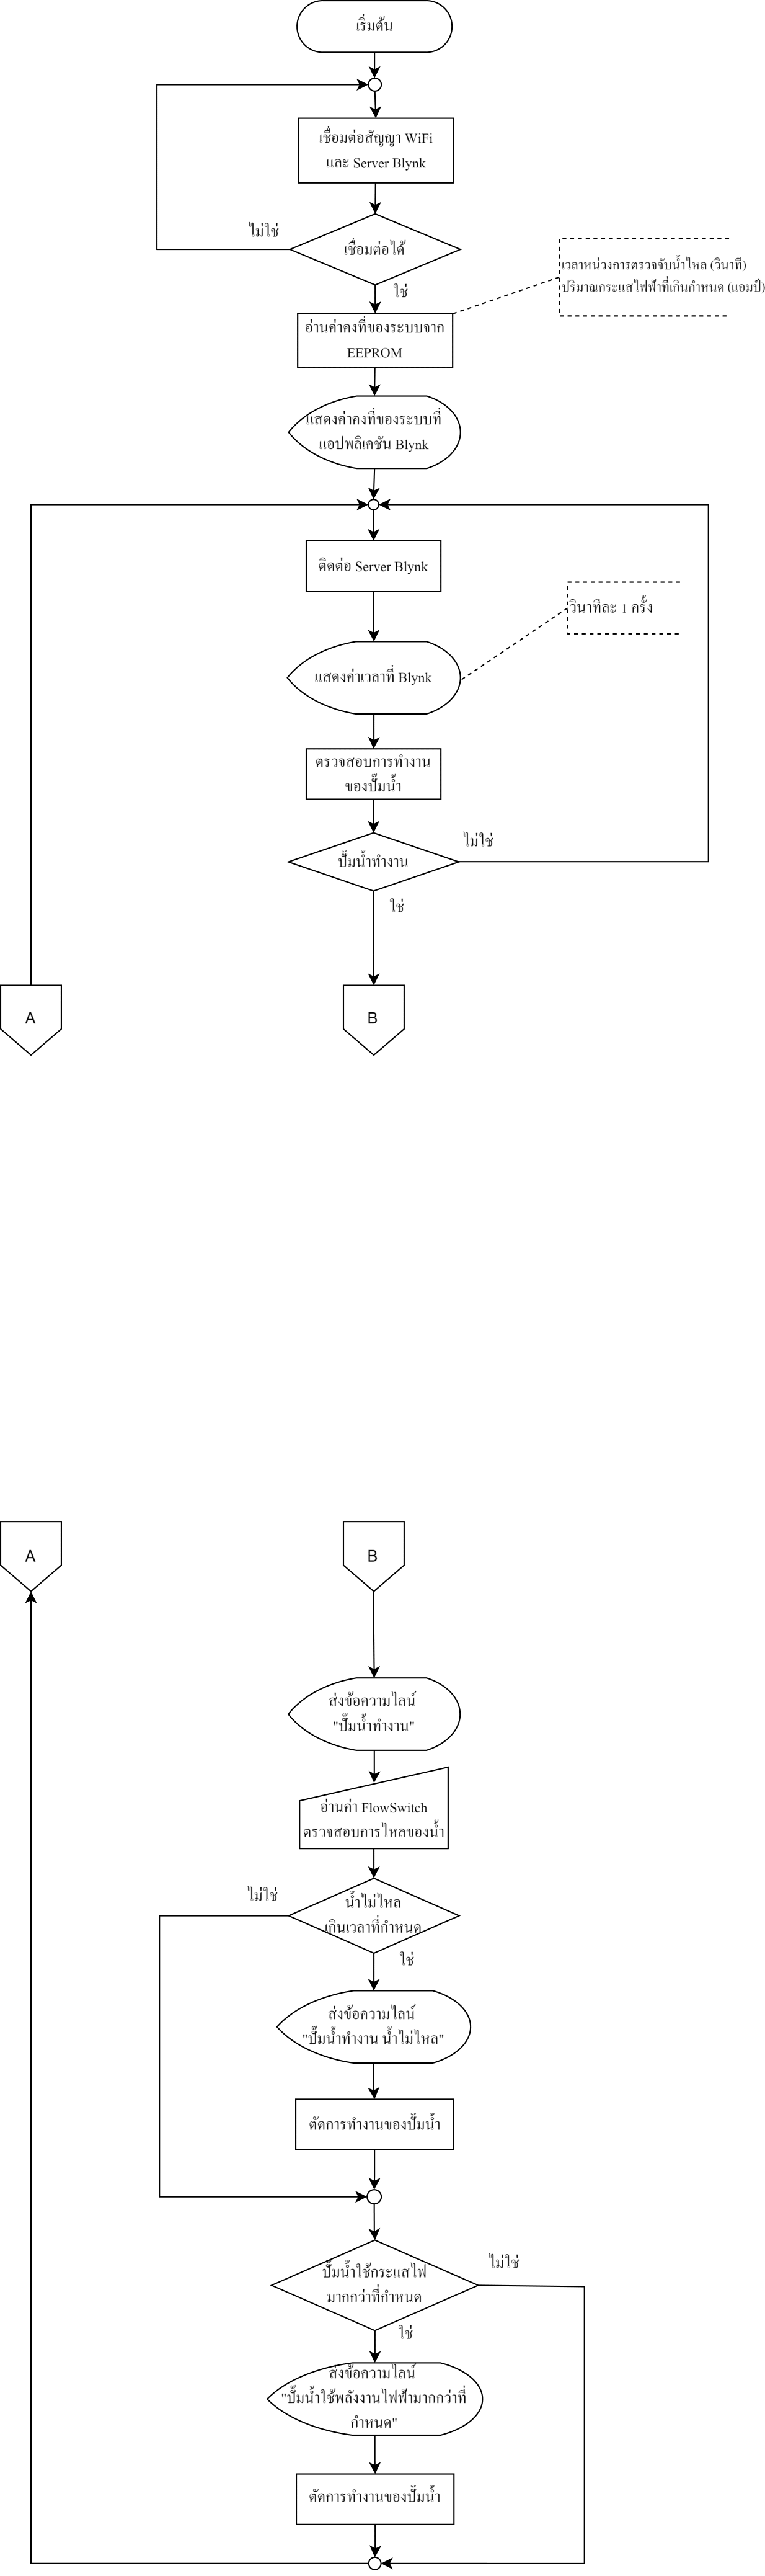 เริ่มต้น
เชื่อมต่อสัญญา WiFi
และ Server Blynk
ไม่ใช่
เชื่อมต่อได้
ใช่
เวลาหน่วงการตรวจจับน้ำไหล (วินาที)
ปริมาณกระแสไฟฟ้าที่เกินกำหนด (แอมป์)
อ่านค่าคงที่ของระบบจาก
EEPROM
แสดงค่าคงที่ของระบบที่
แอปพลิเคชัน Blynk
ติดต่อ Server Blynk
วินาทีละ 1 ครั้ง
แสดงค่าเวลาที่ Blynk
ตรวจสอบการทำงาน
ของปั๊มน้ำ
ไม่ใช่
ปั๊มน้ำทำงาน
ใช่
A
B
A
B
ส่งข้อความไลน์
"ปั๊มน้ำทำงาน"
อ่านค่า FlowSwitch
ตรวจสอบการไหลของน้ำ
ไม่ใช่
น้ำไม่ไหล
เกินเวลาที่กำหนด
ใช่
ส่งข้อความไลน์
"ปั๊มน้ำทำงาน น้ำไม่ไหล"
ตัดการทำงานของปั๊มน้ำ
ไม่ใช่
ปั๊มน้ำใช้กระแสไฟ
มากกว่าที่กำหนด
ใช่
ส่งข้อความไลน์
"ปั๊มน้ำใช้พลังงานไฟฟ้ามากกว่าที่
กำหนด"
ตัดการทำงานของปั๊มน้ำ